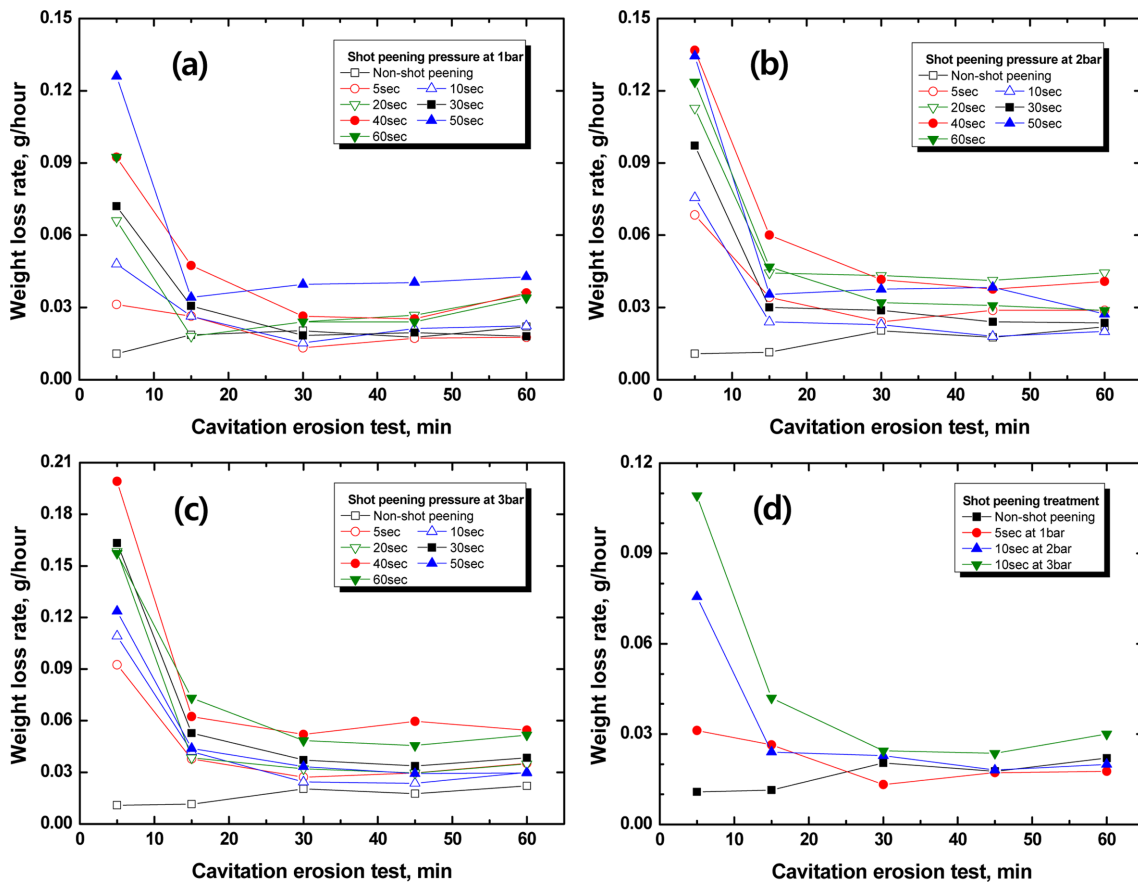 (a)
Shot peening pressure at 1bar
Non-shot peening
5sec 10sec
20sec 30sec
40sec 50sec
60sec
Weight loss rate, g/hour
0.15
0.12
0.09
0.06
0.03
0.00
0 10 20 30 40 50 60
Cavitation erosion test, min
(b)
Shot peening pressure at 2bar
Non-shot peening
5sec 10sec
20sec 30sec
40sec 50sec
60sec
Weight loss rate, g/hour
0.15
0.12
0.09
0.06
0.03
0.00
0 10 20 30 40 50 60
Cavitation erosion test, min
(c)
Shot peening pressure at 3bar
Non-shot peening
5sec 10sec
20sec 30sec
40sec 50sec
60sec
Weight loss rate, g/hour
0.21
0.18
0.15
0.12
0.09
0.06
0.03
0.00
0 10 20 30 40 50 60
Cavitation erosion test, min
(d)
Shot peening treatment
Non-shot peening
5sec at 1bar
10sec at 2bar
10sec at 3bar
Weight loss rate, g/hour
0.12
0.09
0.06
0.03
0.00
0 10 20 30 40 50 60
Cavitation erosion test, min